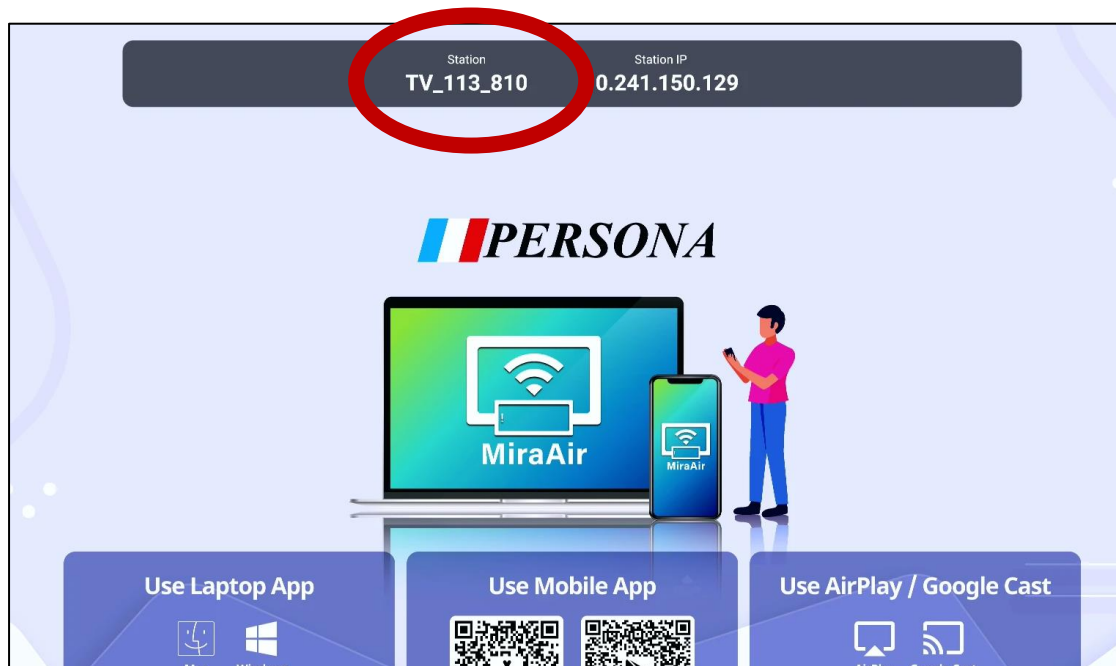 Station
TV_113_810
Station IP
0.241.150.129
PERSONA
MiraAir
MiraAir
Use Laptop App
Use Mobile App
Use AirPlay / Google Cast